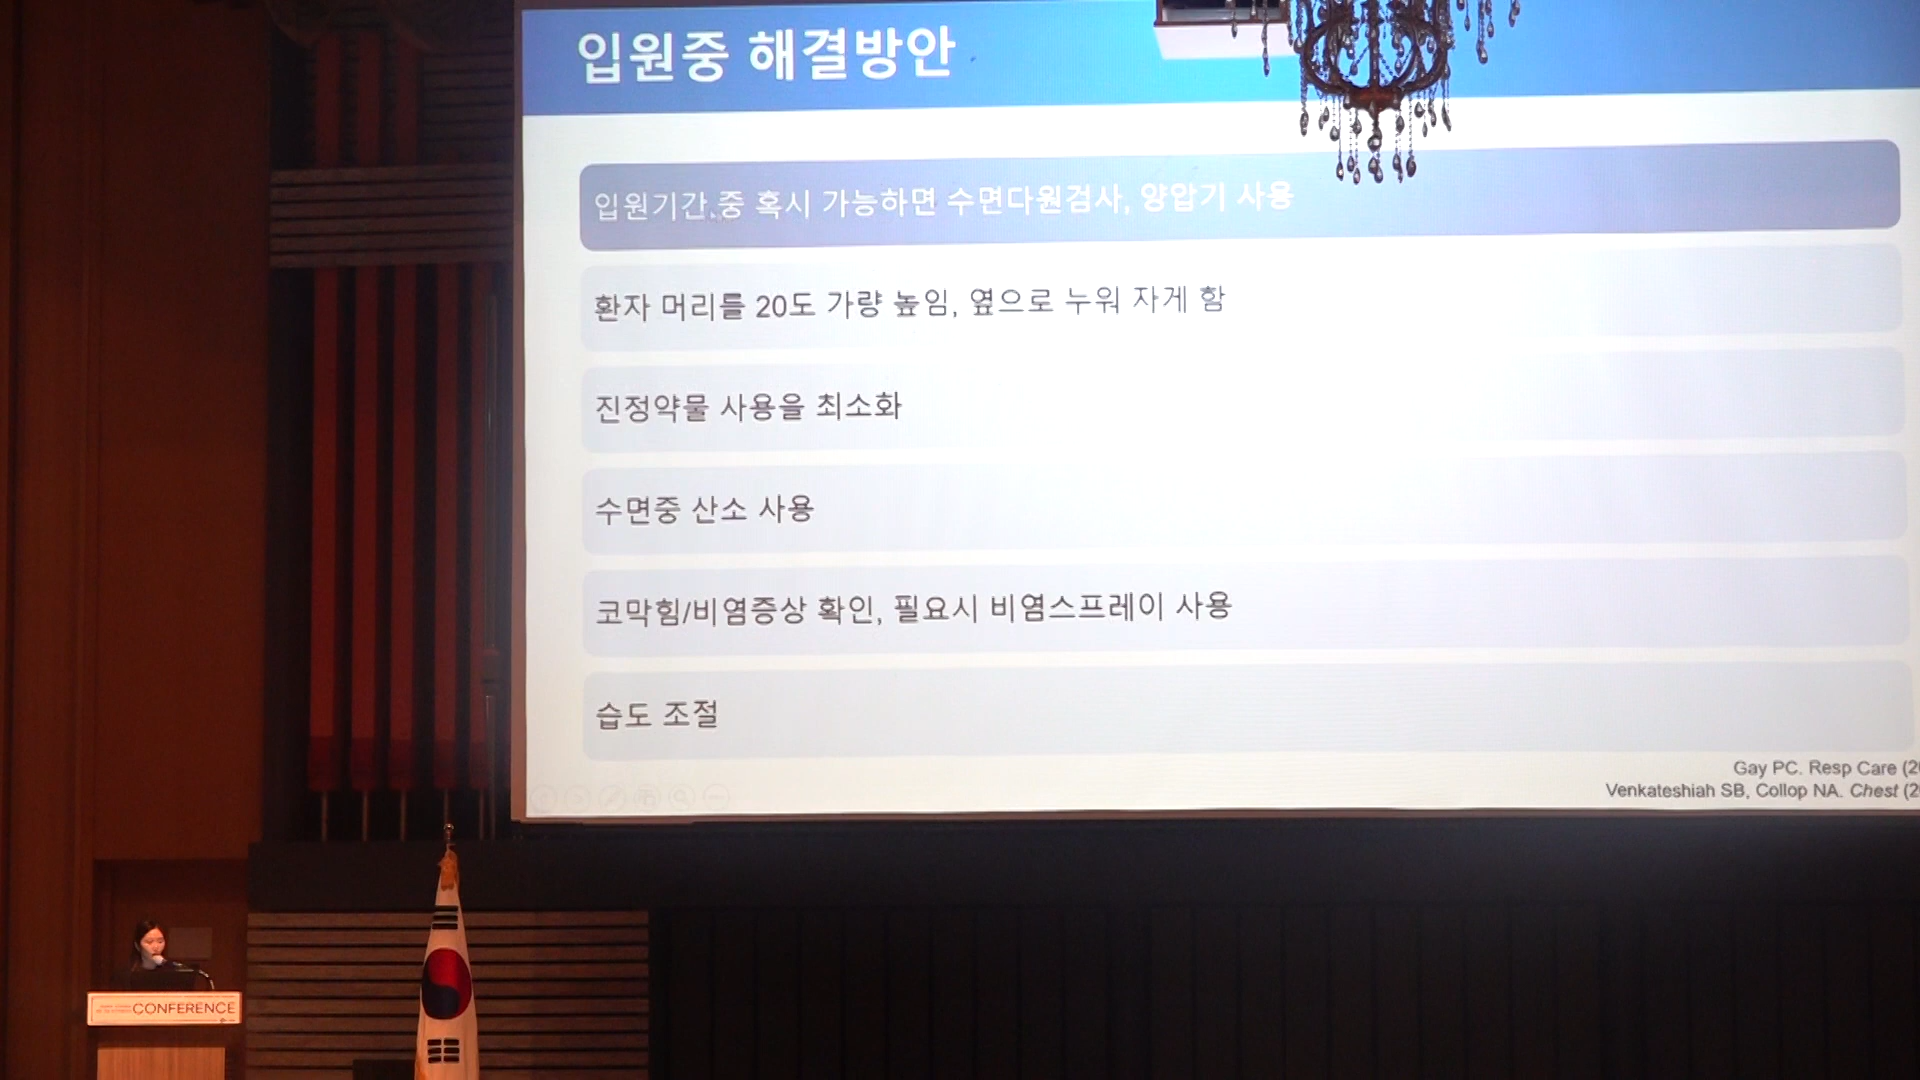 입원중 해결방안
입원기간 중 혹시 가능하면 수면다원검사, 양압기 사용
환자 머리를 20도 가량 높임, 옆으로 누워 자게 함
진정약물 사용을 최소화
수면중 산소 사용
코막힘/비염증상 확인, 필요시 비염스프레이 사용
습도 조절
Gay PC. Resp Care (20
Venkateshiah SB, Collop NA. Chest (20
CONFERENCE